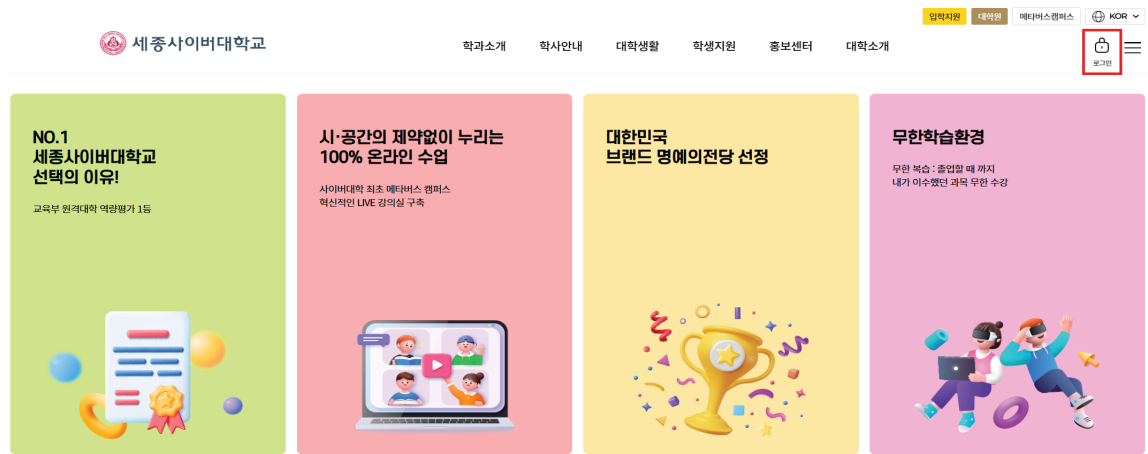 입학지원 대학원 메타버스캠퍼스 KOR
세종사이버대학교 학과소개 학사안내 대학생활 학생지원 홍보센터 대학소개
로그인
NO.1
세종사이버대학교
선택의 이유!
교육부 원격대학 역량평가 1등
시·공간의 제약없이 누리는
100% 온라인 수업
사이버대학 최초 메타버스 캠퍼스
혁신적인 LIVE 강의실 구축
대한민국
브랜드 명예의전당 선정
무한학습환경
무한 복습 : 졸업할 때 까지
내가 이수했던 과목 무한 수강